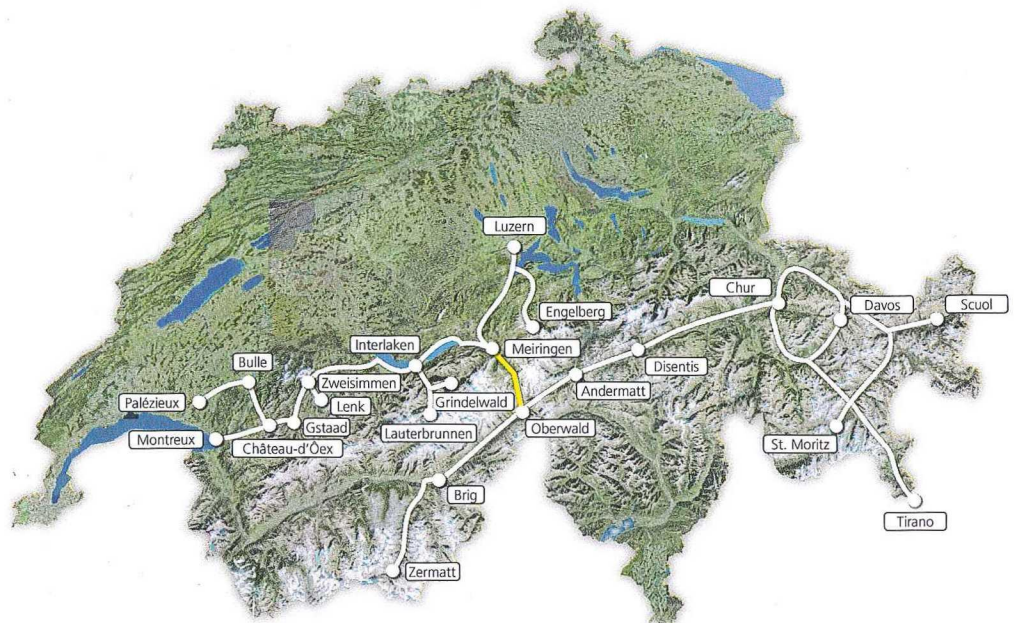 Luzern
Engelberg
Chur
Davos
Scuol
Interlaken
Meiringen
Bulle
Zweisimmen
Disentis
Palézieux
Lenk
Grindelwald
Andermatt
Gstaad
Montreux
Château-d'Ôex
Lauterbrunnen
Oberwald
St. Moritz
Brig
Tirano
Zermatt